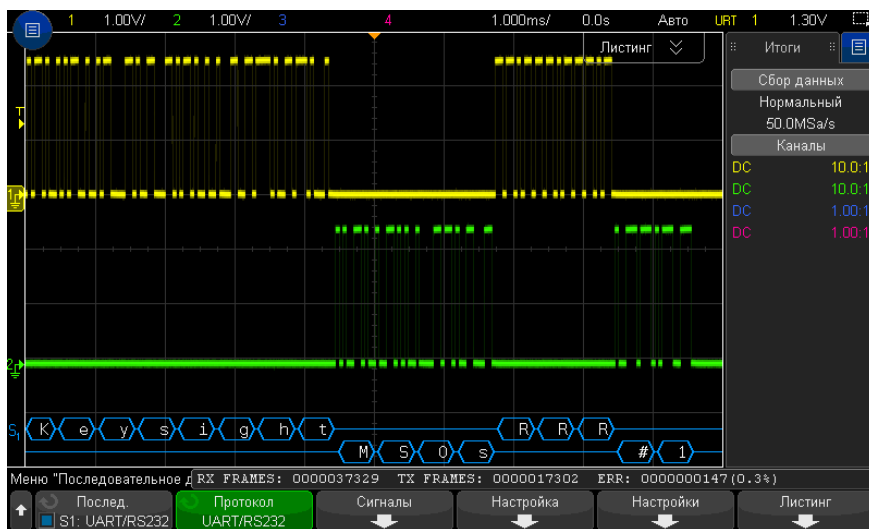 1 1.00V/ 2 1.00V/ 3 4 1.000ms/ 0.0s Авто URT 1 1.30V
Листинг
Итоги
Сбор данных
Нормальный
50.0MSa/s
Каналы
DC 10.0:1
DC 10.0:1
DC 1.00:1
DC 1.00:1
T
1
2
S1 K e y s i g h t R R R
M S O s # 1
Меню "Последовательное д RX FRAMES: 0000037329 TX FRAMES: 0000017302 ERR: 0000000147(0.3%)
Послед.
S1: UART/RS232
Протокол
UART/RS232
Сигналы
Настройка
Настройки
Листинг